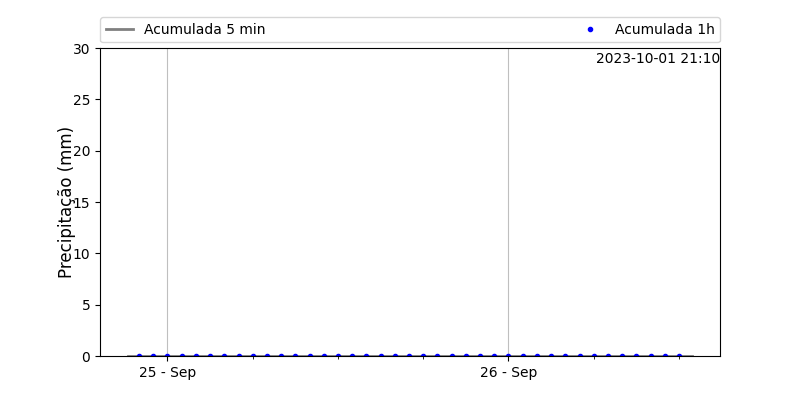 Acumulada 5 min
Acumulada 1h
2023-10-01 21:10
Precipitação (mm)
30
25
20
15
10
5
0
25 - Sep
26 - Sep